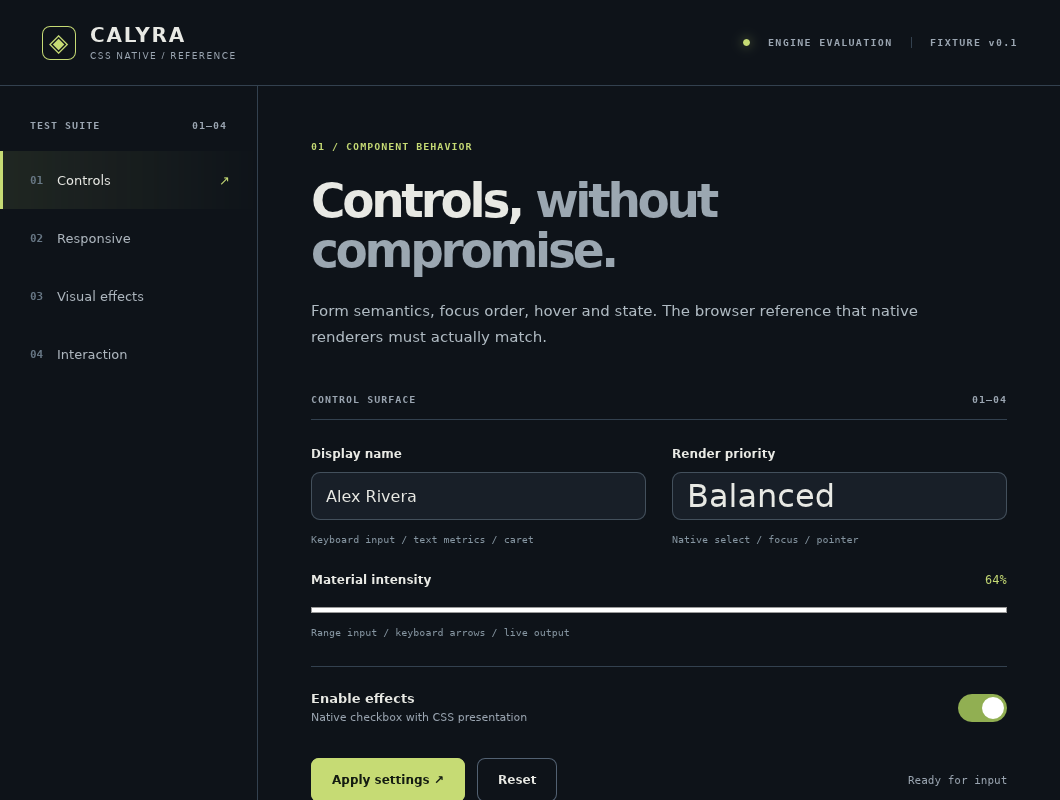 CALYRA
CSS NATIVE / REFERENCE
ENGINE EVALUATION
FIXTURE v0.1
TEST SUITE 01—04
01 Controls ↗
02 Responsive
03 Visual effects
04 Interaction
01 / COMPONENT BEHAVIOR
Controls, without
compromise.
Form semantics, focus order, hover and state. The browser reference that native
renderers must actually match.
CONTROL SURFACE 01—04
Display name
Alex Rivera
Keyboard input / text metrics / caret
Render priority
Balanced
Native select / focus / pointer
Material intensity 64%
Range input / keyboard arrows / live output
Enable effects
Native checkbox with CSS presentation
Apply settings ↗ Reset Ready for input